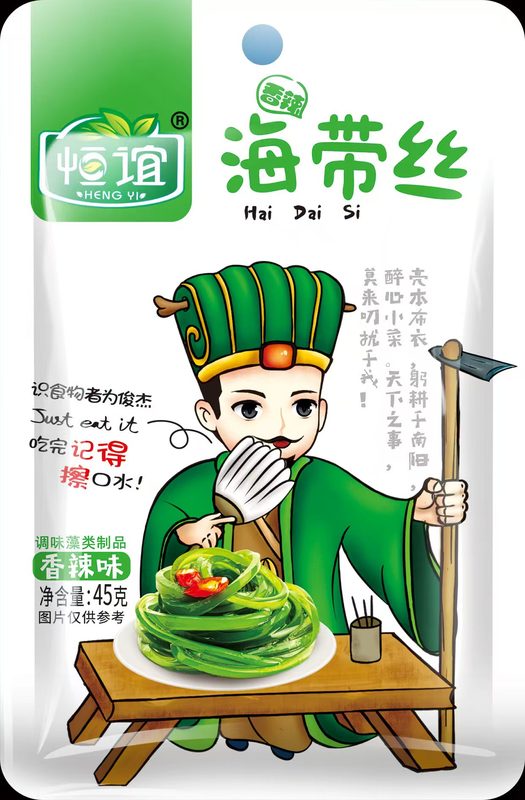 恒谊
®
HENG YI
香辣
海带丝
Hai Dai Si
亮本布衣,躬耕于南阳,
醉心小菜。天下之事,
莫来叨扰于我!
识食物者为俊杰
Just eat it
吃完记得
擦口水!
调味藻类制品
香辣味
净含量:45克
图片仅供参考